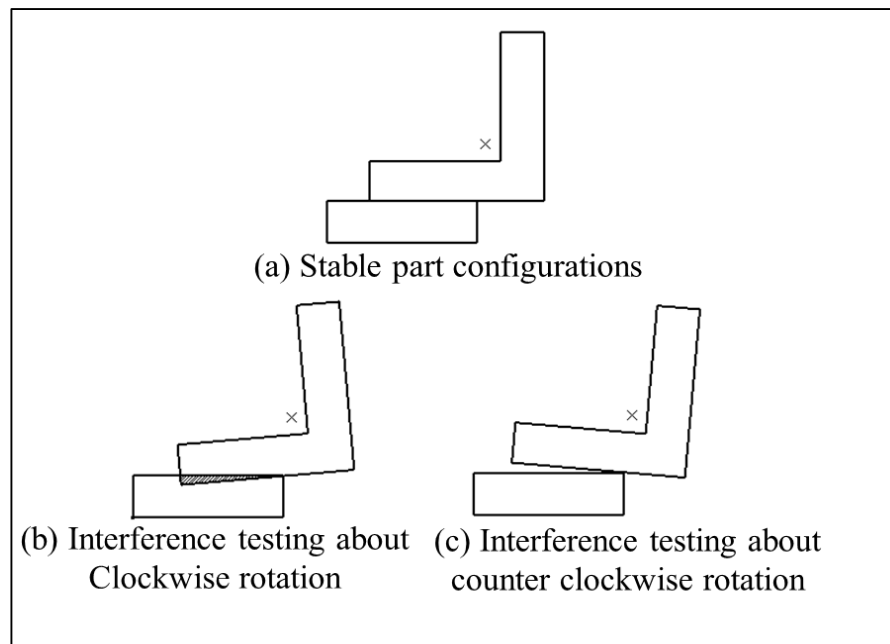 (a) Stable part configurations
(b) Interference testing about
Clockwise rotation
(c) Interference testing about
counter clockwise rotation